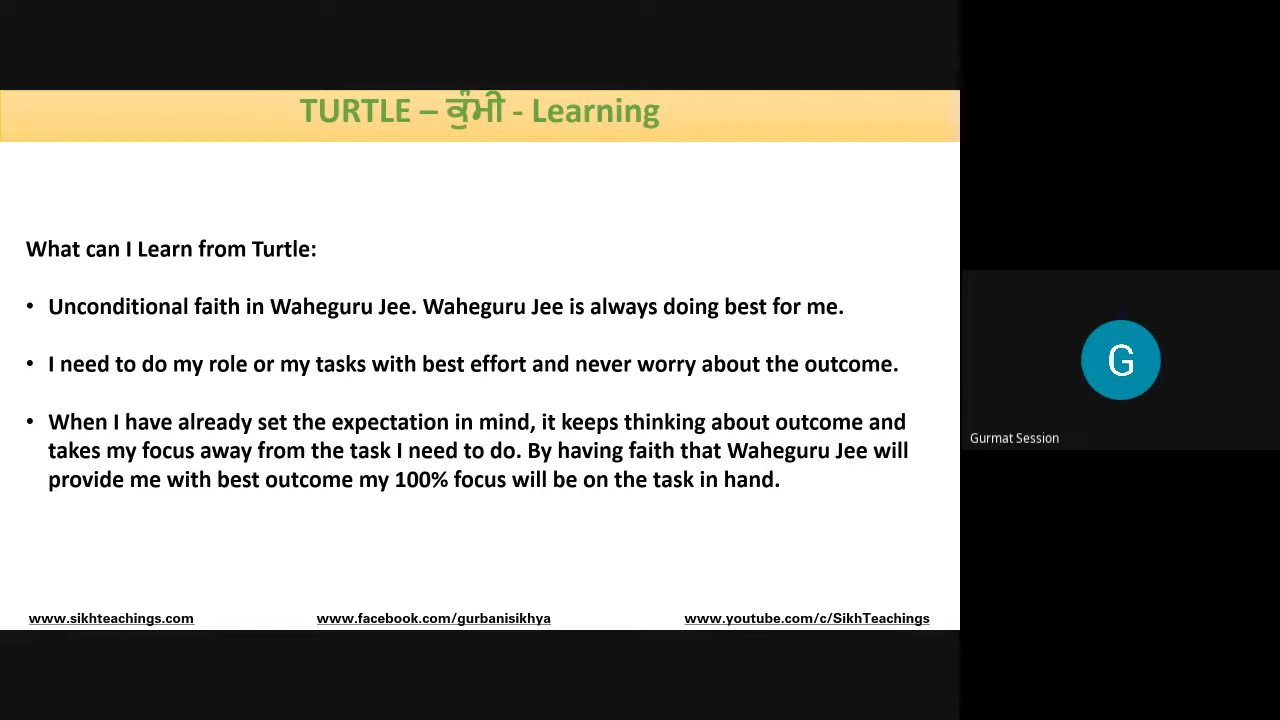 TURTLE – ਕੁੰਮੀ - Learning
What can I Learn from Turtle:
• Unconditional faith in Waheguru Jee. Waheguru Jee is always doing best for me.
• I need to do my role or my tasks with best effort and never worry about the outcome.
• When I have already set the expectation in mind, it keeps thinking about outcome and
takes my focus away from the task I need to do. By having faith that Waheguru Jee will
provide me with best outcome my 100% focus will be on the task in hand.
www.sikhteachings.com www.facebook.com/gurbanisikhya www.youtube.com/c/SikhTeachings
G
Gurmat Session